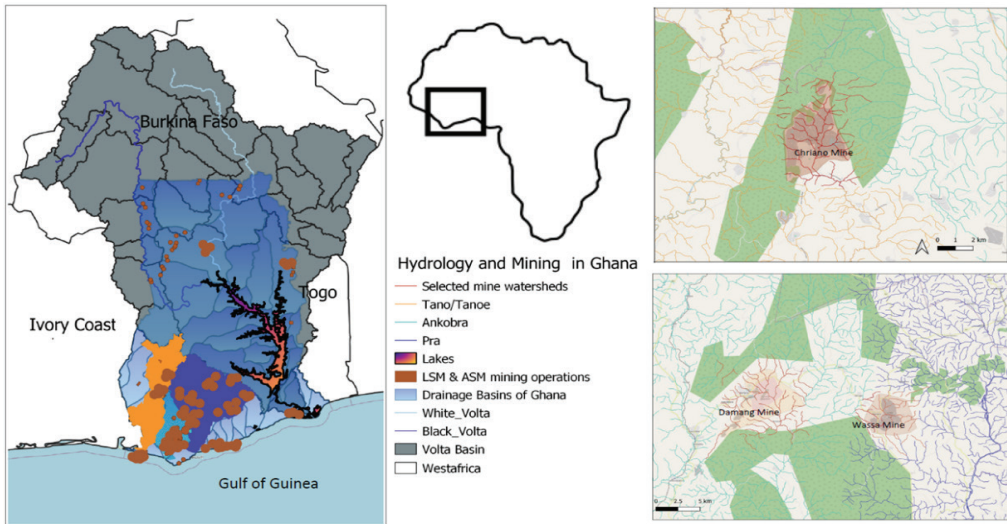 Burkina Faso
Togo
Ivory Coast
Gulf of Guinea
Hydrology and Mining in Ghana
Selected mine watersheds
Tano/Tanoe
Ankobra
Pra
Lakes
LSM & ASM mining operations
Drainage Basins of Ghana
White_Volta
Black_Volta
Volta Basin
Westafrica
Chriano Mine
0 1 2 km
Damang Mine
Wassa Mine
0 2.5 5 km